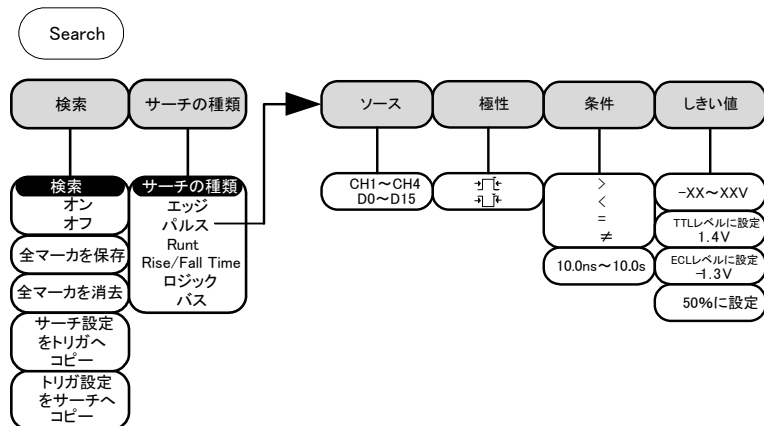 Search
検索
サーチの種類
ソース
極性
条件
しきい値
検索
オン
オフ
全マーカを保存
全マーカを消去
サーチ設定
をトリガへ
コピー
トリガ設定
をサーチへ
コピー
サーチの種類
エッジ
パルス
Runt
Rise/Fall Time
ロジック
バス
CH1～CH4
D0～D15
>
<
=
≠
10.0ns～10.0s
-XX～XXV
TTLレベルに設定
1.4V
ECLレベルに設定
-1.3V
50%に設定